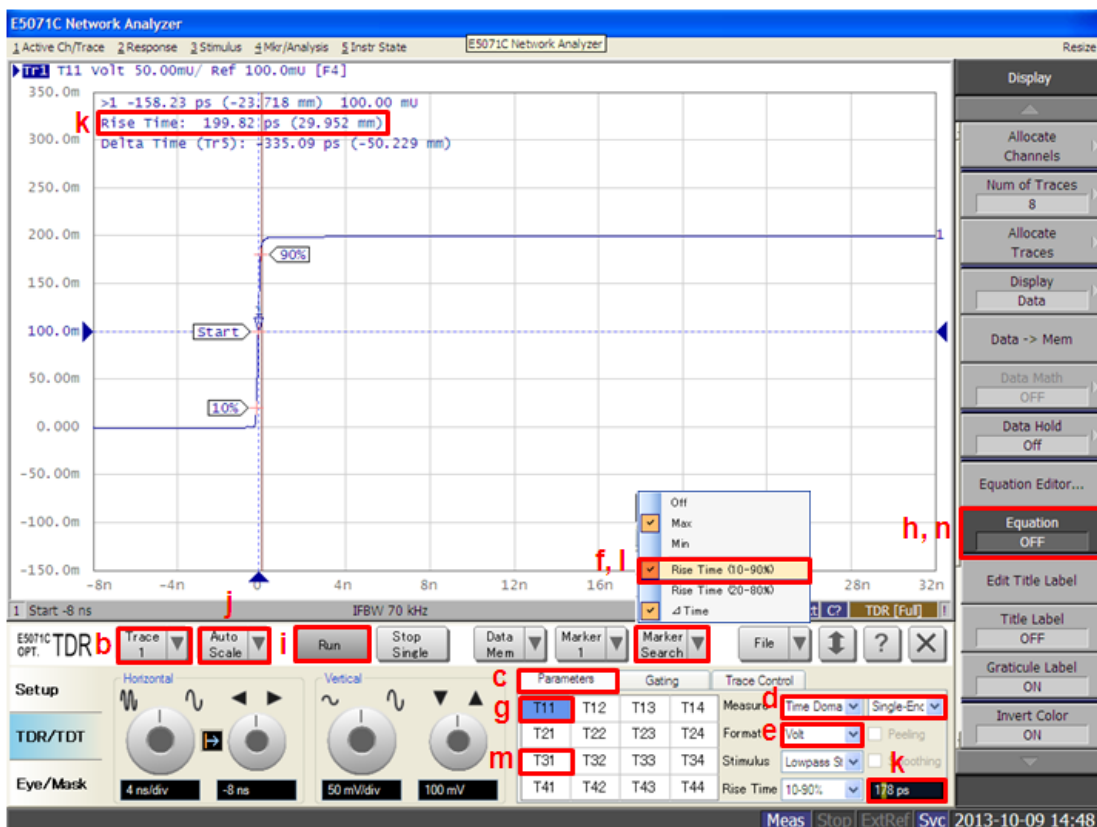 E5071C Network Analyzer
1 Active Ch/Trace 2 Response 3 Stimulus 4 Mkr/Analysis 5 Instr State
E5071C Network Analyzer
Resize
Tr1 T11 Volt 50.00mU/ Ref 100.0mU [F4]
350.0m
>1 -158.23 ps (-23.718 mm) 100.00 mU
k
Rise Time: 199.82 ps (29.952 mm)
300.0m
Delta Time (Tr5): -335.09 ps (-50.229 mm)
250.0m
200.0m
1
90%
150.0m
100.0m
Start
50.00m
10%
0.000
-50.00m
-100.0m
-150.0m
-8n -4n 4n 8n 12n 16n 28n 32n
Off
Max
Min
f, l
Rise Time (10-90%)
Rise Time (20-80%)
⊿Time
1 Start -8 ns
IFBW 70 kHz
C?
TDR [Full]
!
Display
Allocate
Channels
Num of Traces
8
Allocate
Traces
Display
Data
Data -> Mem
Data Math
OFF
Data Hold
Off
Equation Editor...
h, n
Equation
OFF
Edit Title Label
Title Label
OFF
Graticule Label
ON
Invert Color
ON
j
E5071C
OPT. TDR
b
Trace
1
Auto
Scale
i
Run
Stop
Single
Data
Mem
Marker
1
Marker
Search
File
?
Setup
TDR/TDT
Eye/Mask
Horizontal
4 ns/div
-8 ns
Vertical
50 mV/div
100 mV
c
Parameters
Gating
Trace Control
g
T11 T12 T13 T14
T21 T22 T23 T24
m
T31 T32 T33 T34
T41 T42 T43 T44
Measure
d
Time Doma
Single-End
Format
e
Volt
Peeling
Stimulus
Lowpass St
Smoothing
k
Rise Time
10-90%
178 ps
Meas Stop ExtRef Svc 2013-10-09 14:48